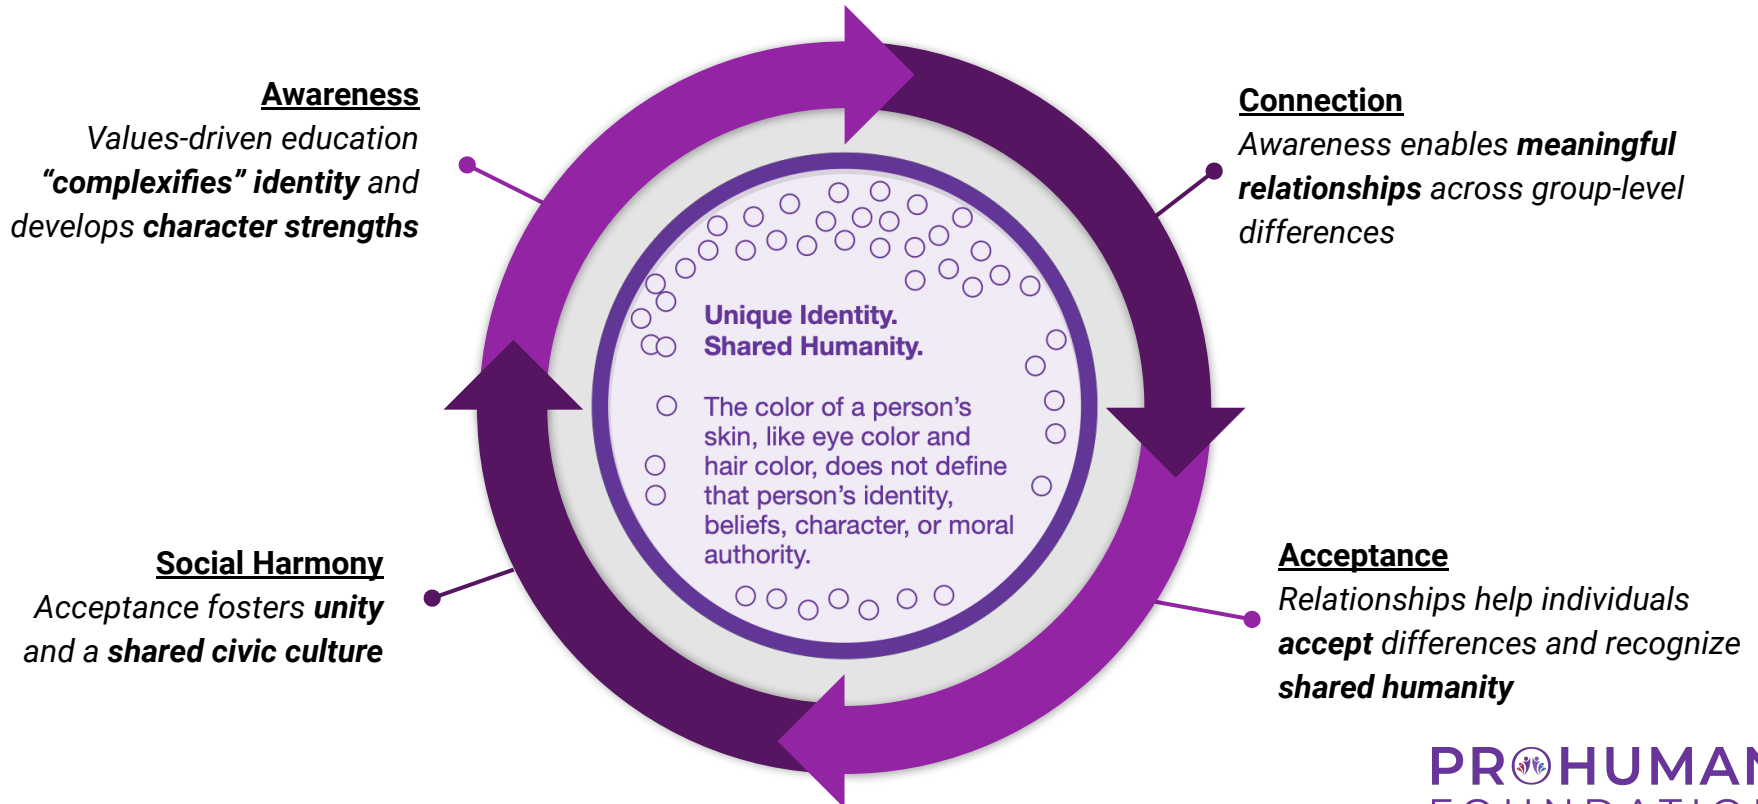 Awareness
Values-driven education
“complexifies” identity and
develops character strengths
Connection
Awareness enables meaningful
relationships across group-level
differences
Unique Identity.
Shared Humanity.
The color of a person’s
skin, like eye color and
hair color, does not define
that person’s identity,
beliefs, character, or moral
authority.
Social Harmony
Acceptance fosters unity
and a shared civic culture
Acceptance
Relationships help individuals
accept differences and recognize
shared humanity
PROHUMAN